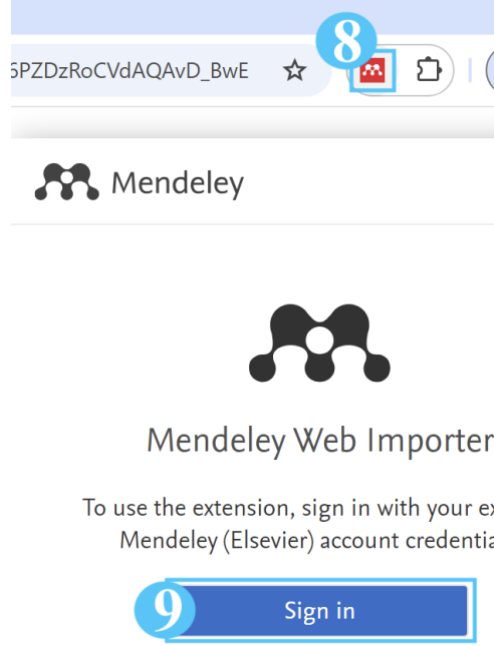 8
6PZDzRoCVdAQAvD_BwE
Mendeley
Mendeley Web Importer
To use the extension, sign in with your ex
Mendeley (Elsevier) account credentia
9
Sign in